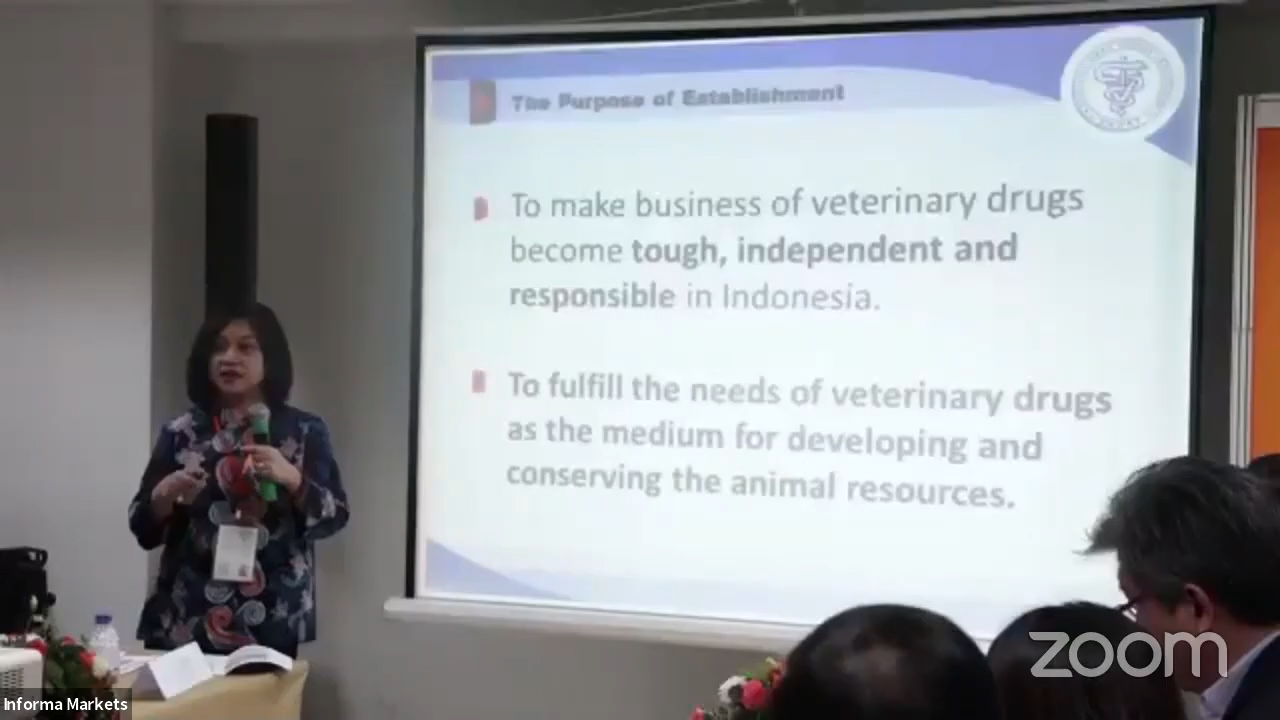 The Purpose of Establishment
To make business of veterinary drugs
become tough, independent and
responsible in Indonesia.
To fulfill the needs of veterinary drugs
as the medium for developing and
conserving the animal resources.
zoom
Informa Markets